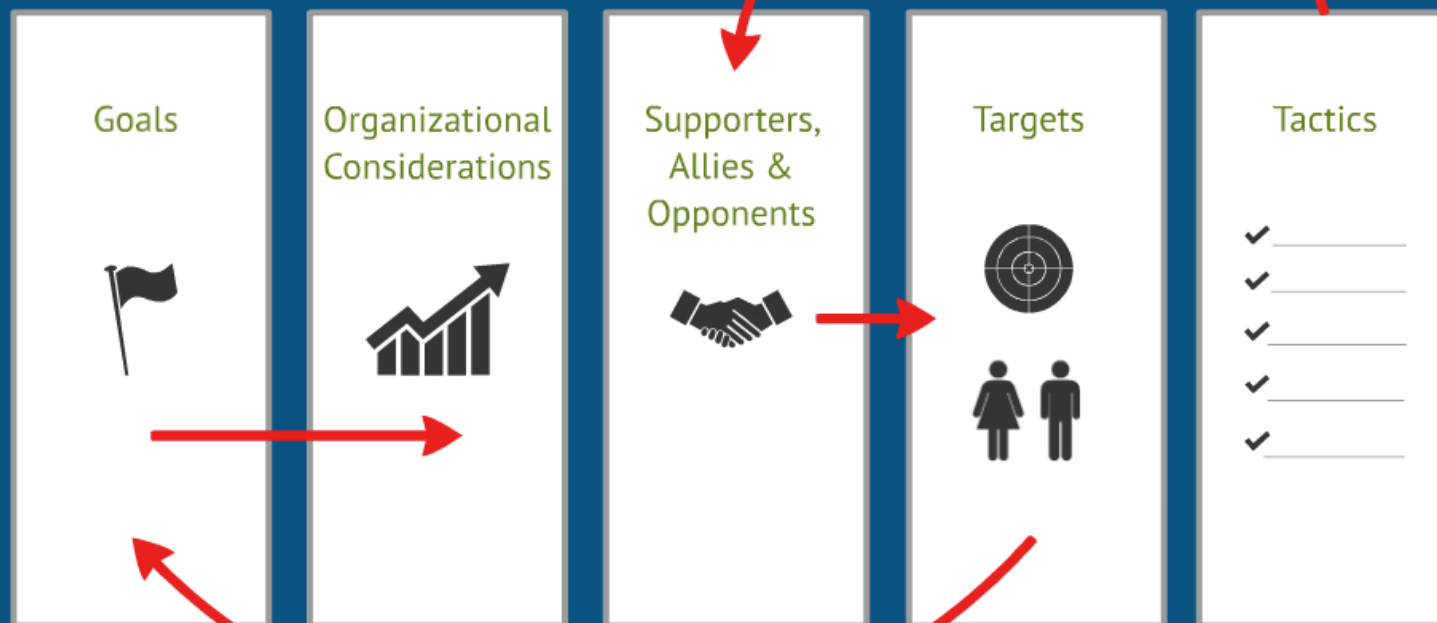 Goals
Organizational
Considerations
Supporters,
Allies &
Opponents
Targets
Tactics